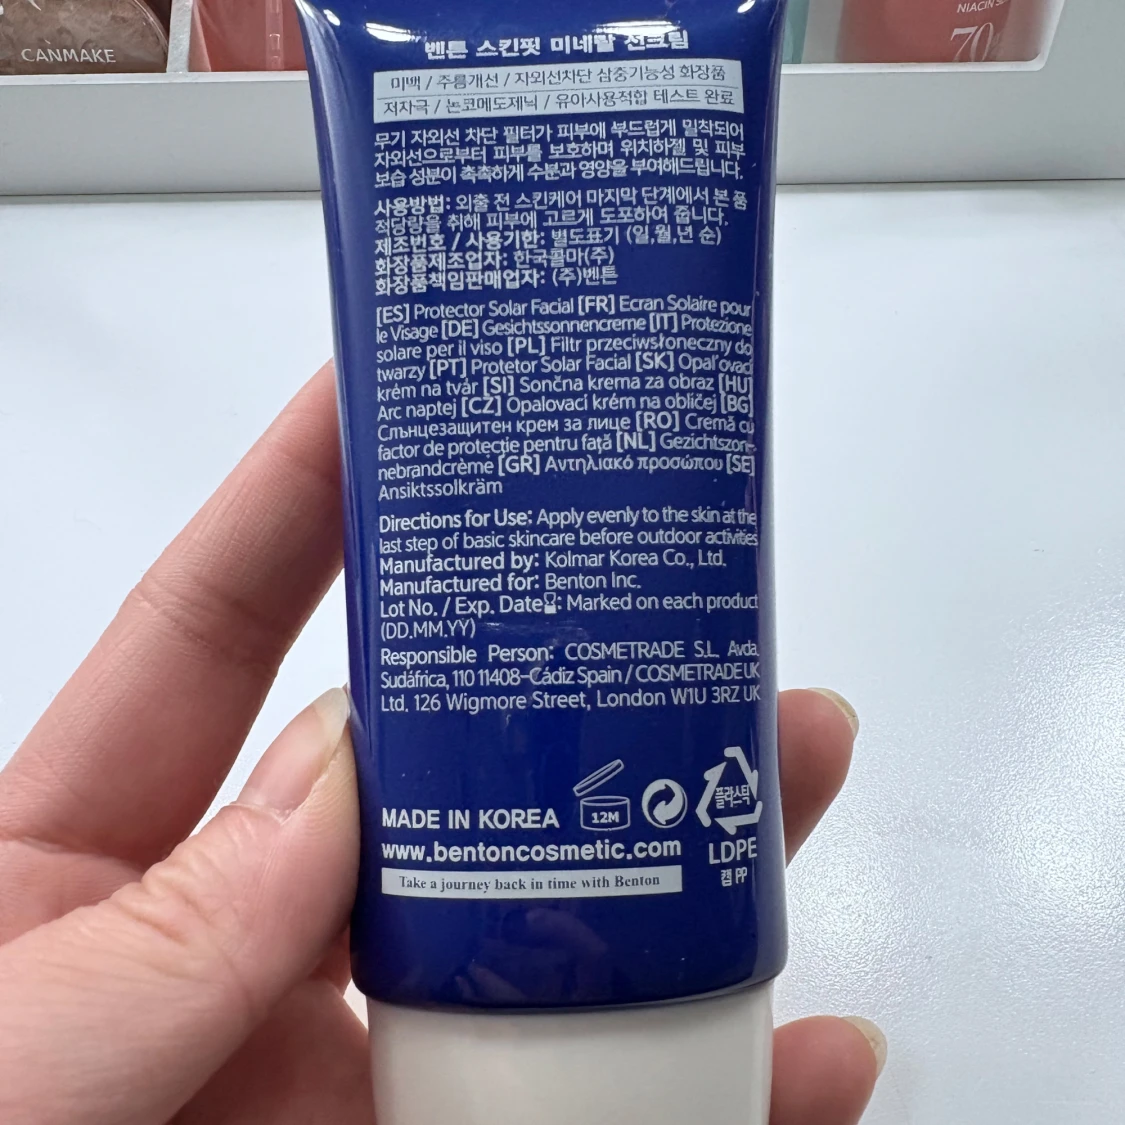 CANMAKE
NIACIN
70
벤튼 스킨핏 미네랄 선크림
미백 / 주름개선 / 자외선차단 삼중기능성 화장품
저자극 / 논코메도제닉 / 유아사용적합 테스트 완료
무기 자외선 차단 필터가 피부에 부드럽게 밀착되어
자외선으로부터 피부를 보호하며 위치하젤 및 피부
보습 성분이 촉촉하게 수분과 영양을 부여해드립니다.
사용방법: 외출 전 스킨케어 마지막 단계에서 본 품
적당량을 취해 피부에 고르게 도포하여 줍니다.
제조번호 / 사용기한: 별도표기 (일,월,년 순)
화장품제조업자: 한국콜마(주)
화장품책임판매업자: (주)벤튼
[ES] Protector Solar Facial [FR] Ecran Solaire pour
le Visage [DE] Gesichtssonnencreme [IT] Protezione
solare per il viso [PL] Filtr przeciwsłoneczny do
twarzy [PT] Protetor Solar Facial [SK] Opaľovací
krém na tvár [SI] Sončna krema za obraz [HU]
Arc naptej [CZ] Opalovací krém na obličej [BG]
Слънцезащитен крем за лице [RO] Cremă cu
factor de protecție pentru față [NL] Gezichtszon-
nebrandcrème [GR] Αντηλιακό προσώπου [SE]
Ansiktssolkräm
Directions for Use: Apply evenly to the skin at the
last step of basic skincare before outdoor activities
Manufactured by: Kolmar Korea Co., Ltd.
Manufactured for: Benton Inc.
Lot No. / Exp. Date: Marked on each product
(DD.MM.YY)
Responsible Person: COSMETRADE S.L. Avda.
Sudáfrica, 110 11408-Cádiz Spain / COSMETRADE UK
Ltd. 126 Wigmore Street, London W1U 3RZ UK
12M
플라스틱
MADE IN KOREA
www.bentoncosmetic.com
LDPE
캡 PP
Take a journey back in time with Benton